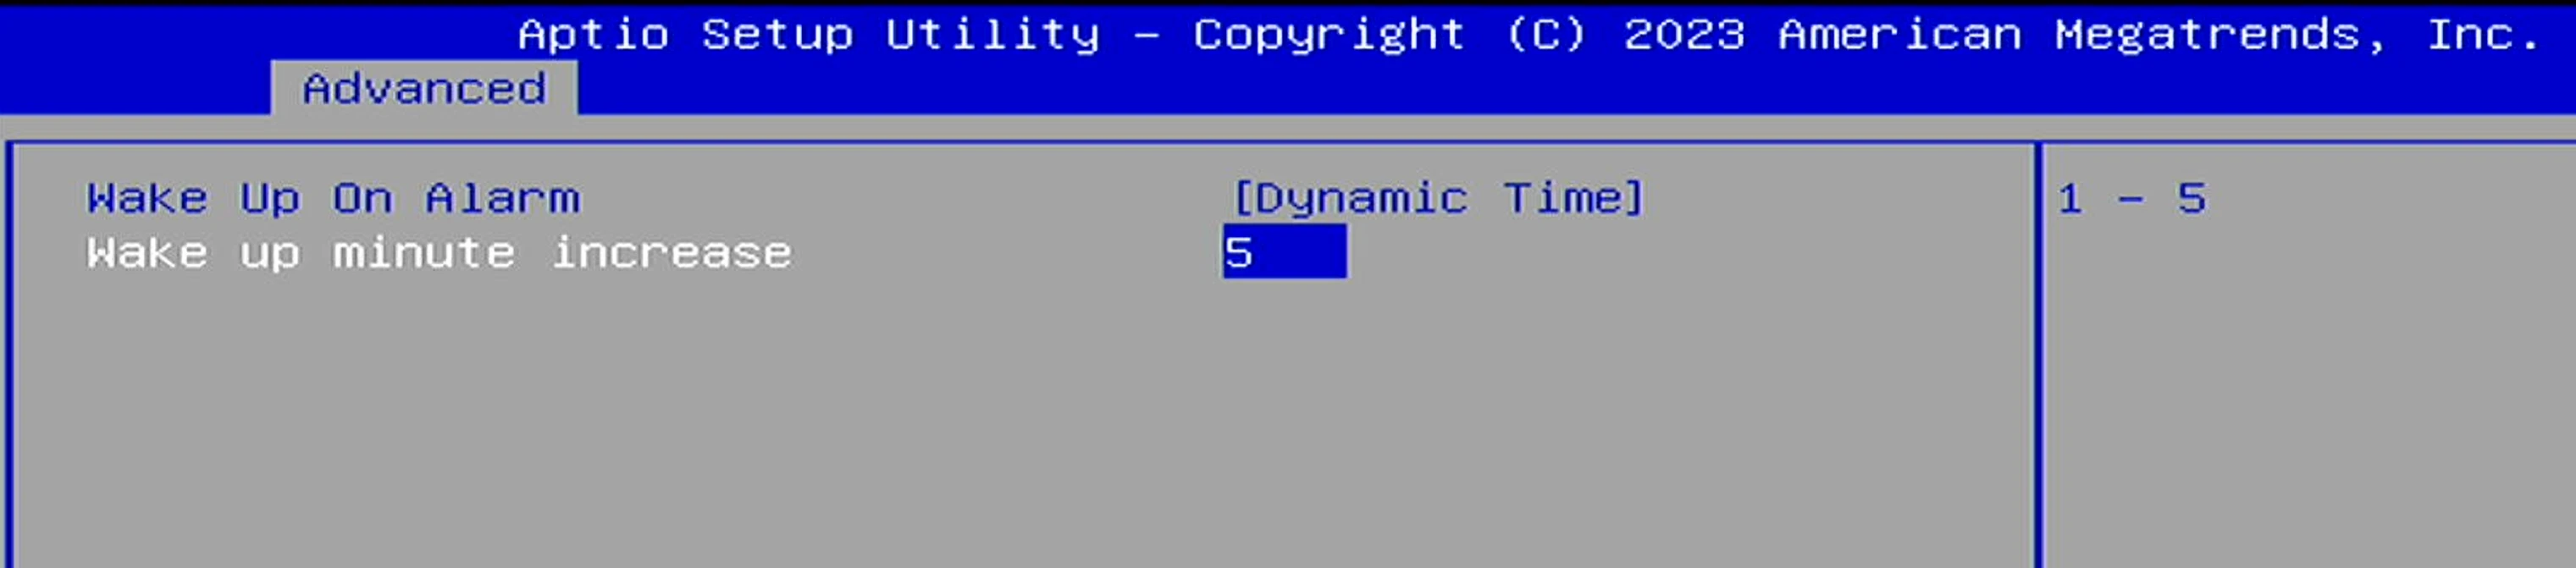 Aptio Setup Utility – Copyright (C) 2023 American Megatrends, Inc.
Advanced
Wake Up On Alarm [Dynamic Time] 1 – 5
Wake up minute increase 5